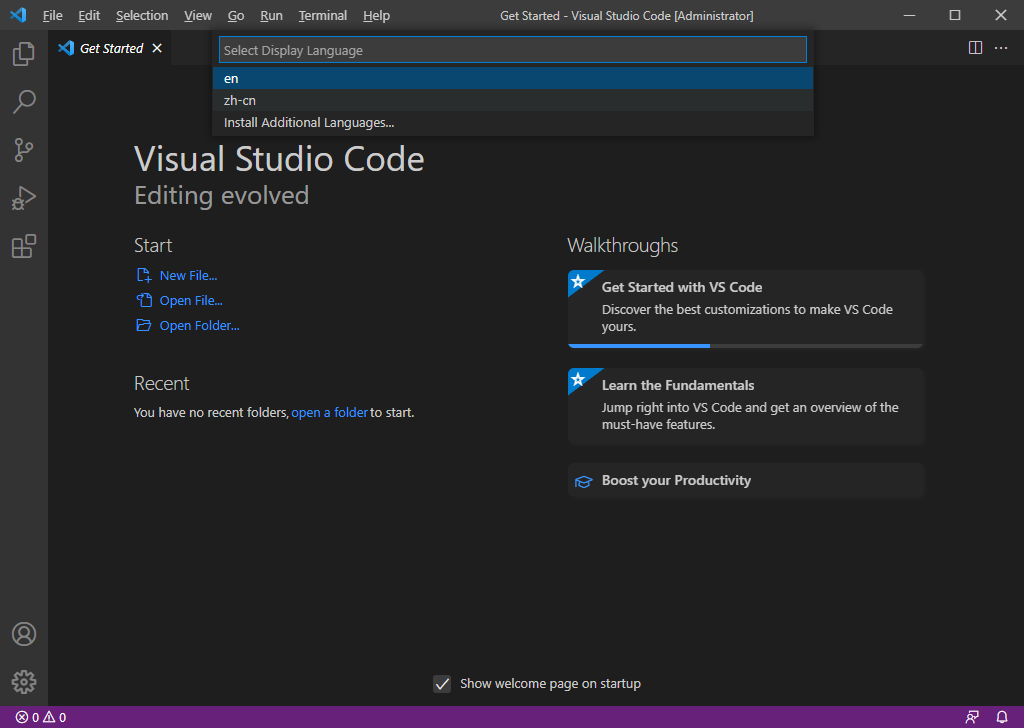 File Edit Selection View Go Run Terminal Help Get Started - Visual Studio Code [Administrator]
Get Started
Select Display Language
en
zh-cn
Install Additional Languages...
Visual Studio Code
Editing evolved
Start
New File...
Open File...
Open Folder...
Recent
You have no recent folders, open a folder to start.
Walkthroughs
Get Started with VS Code
Discover the best customizations to make VS Code
yours.
Learn the Fundamentals
Jump right into VS Code and get an overview of the
must-have features.
Boost your Productivity
Show welcome page on startup
0 0